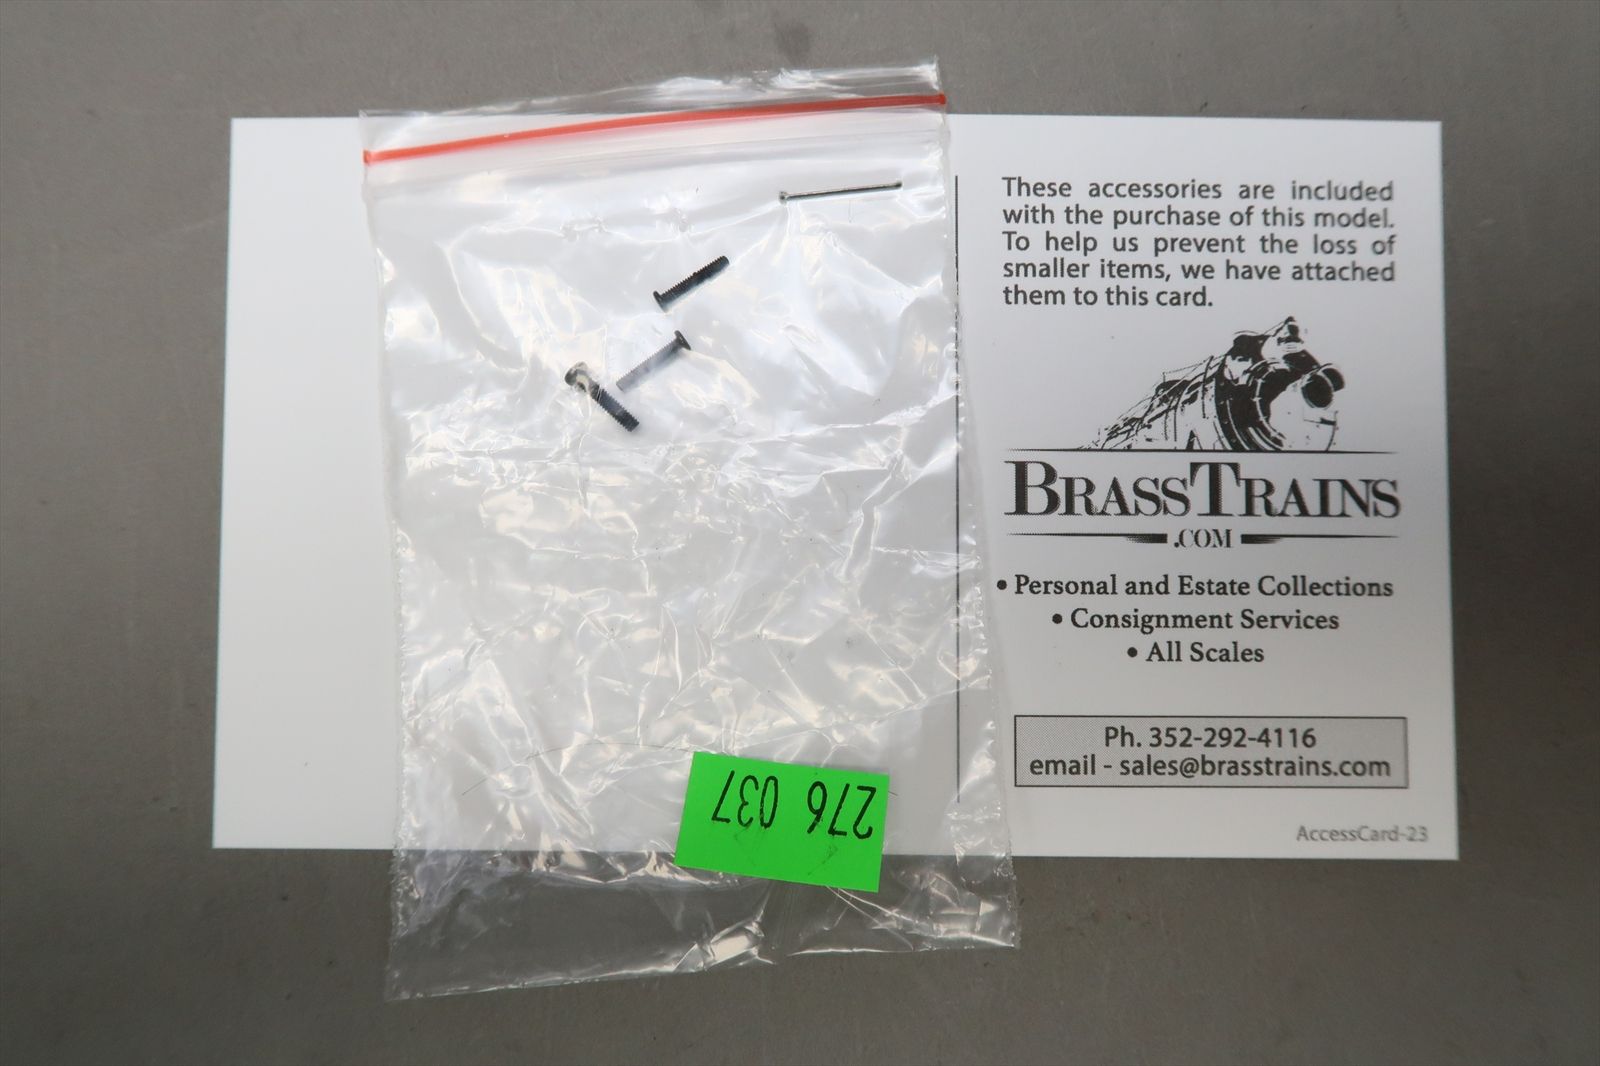 These accessories are included
with the purchase of this model.
To help us prevent the loss of
smaller items, we have attached
them to this card.
BRASSTRAINS
.COM
• Personal and Estate Collections
• Consignment Services
• All Scales
Ph. 352-292-4116
email - sales@brasstrains.com
AccessCard-23
276 037